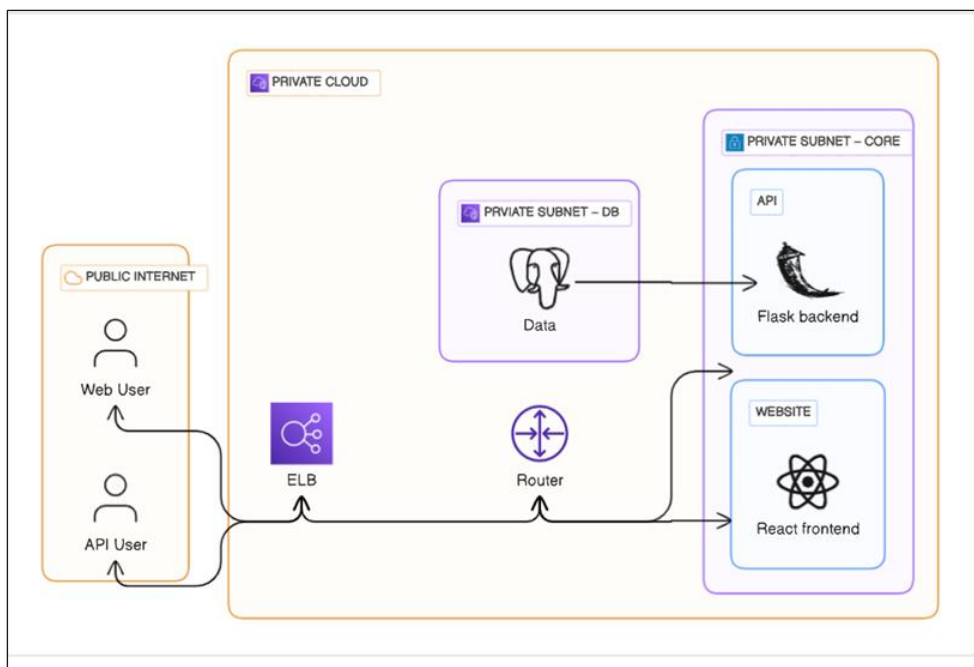 PRIVATE CLOUD
PRIVATE SUBNET – CORE
API
PRVIATE SUBNET – DB
PUBLIC INTERNET
Flask backend
Data
Web User
WEBSITE
ELB
Router
React frontend
API User